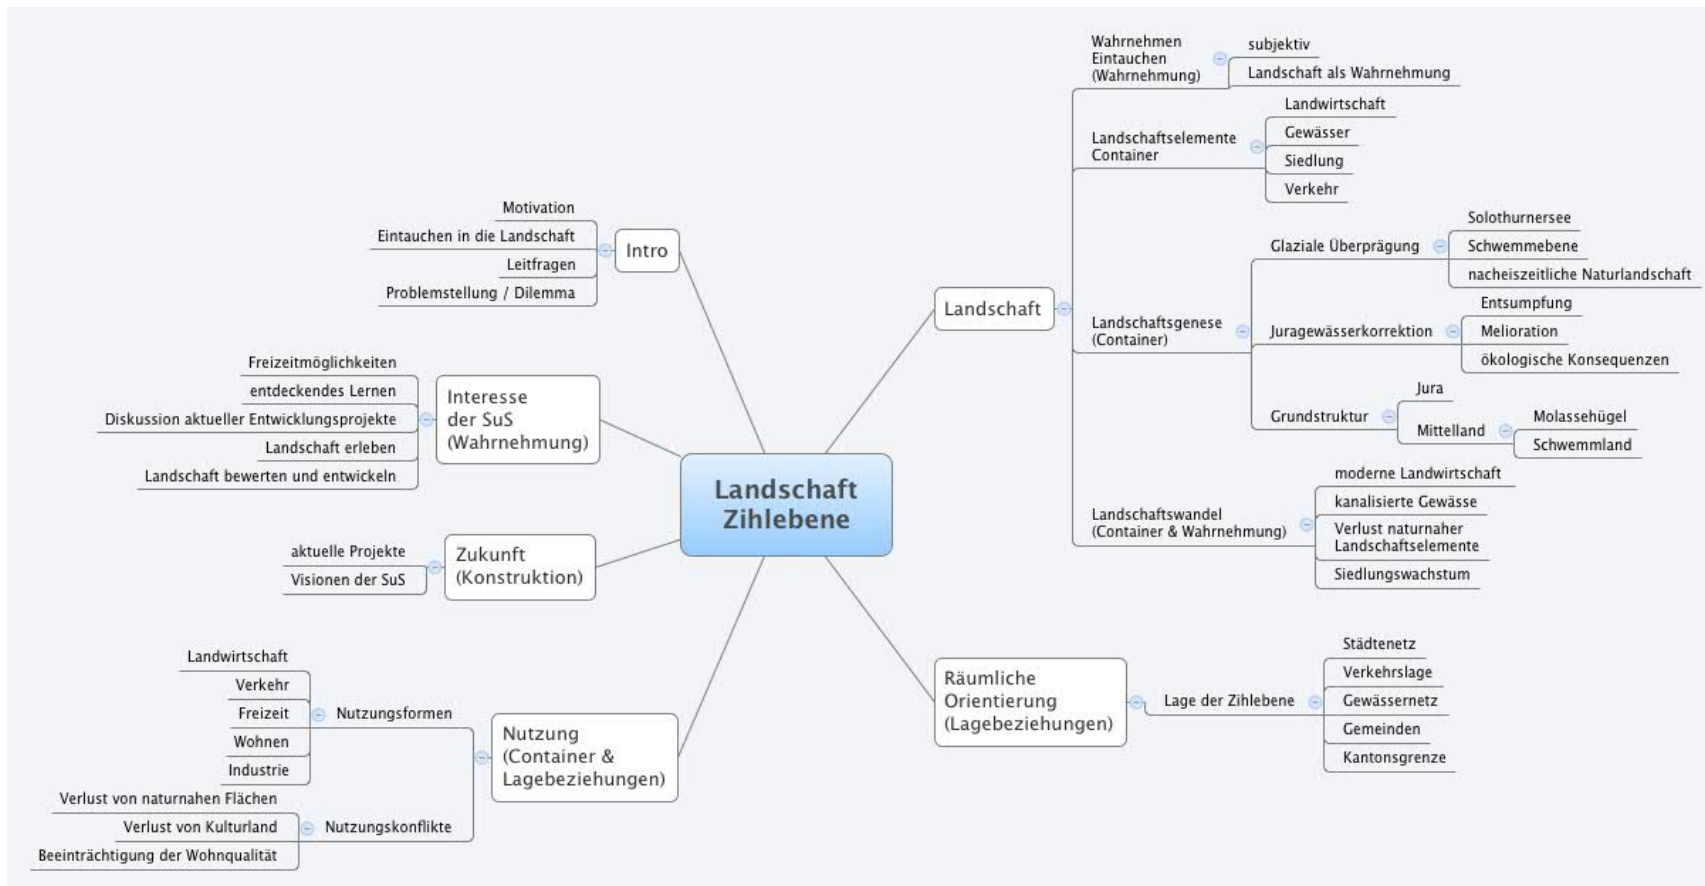 Landschaft
Zihlebene
Intro
Motivation
Eintauchen in die Landschaft
Leitfragen
Problemstellung / Dilemma
Interesse
der SuS
(Wahrnehmung)
Freizeitmöglichkeiten
entdeckendes Lernen
Diskussion aktueller Entwicklungsprojekte
Landschaft erleben
Landschaft bewerten und entwickeln
Zukunft
(Konstruktion)
aktuelle Projekte
Visionen der SuS
Nutzung
(Container &
Lagebeziehungen)
Nutzungsformen
Landwirtschaft
Verkehr
Freizeit
Wohnen
Industrie
Nutzungskonflikte
Verlust von naturnahen Flächen
Verlust von Kulturland
Beeinträchtigung der Wohnqualität
Landschaft
Wahrnehmen
Eintauchen
(Wahrnehmung)
subjektiv
Landschaft als Wahrnehmung
Landschaftselemente
Container
Landwirtschaft
Gewässer
Siedlung
Verkehr
Landschaftsgenese
(Container)
Glaziale Überprägung
Solothurnersee
Schwemmebene
nacheiszeitliche Naturlandschaft
Juragewässerkorrektion
Entsumpfung
Melioration
ökologische Konsequenzen
Grundstruktur
Jura
Mittelland
Molassehügel
Schwemmland
Landschaftswandel
(Container & Wahrnehmung)
moderne Landwirtschaft
kanalisierte Gewässe
Verlust naturnaher
Landschaftselemente
Siedlungswachstum
Räumliche
Orientierung
(Lagebeziehungen)
Lage der Zihlebene
Städtenetz
Verkehrslage
Gewässernetz
Gemeinden
Kantonsgrenze